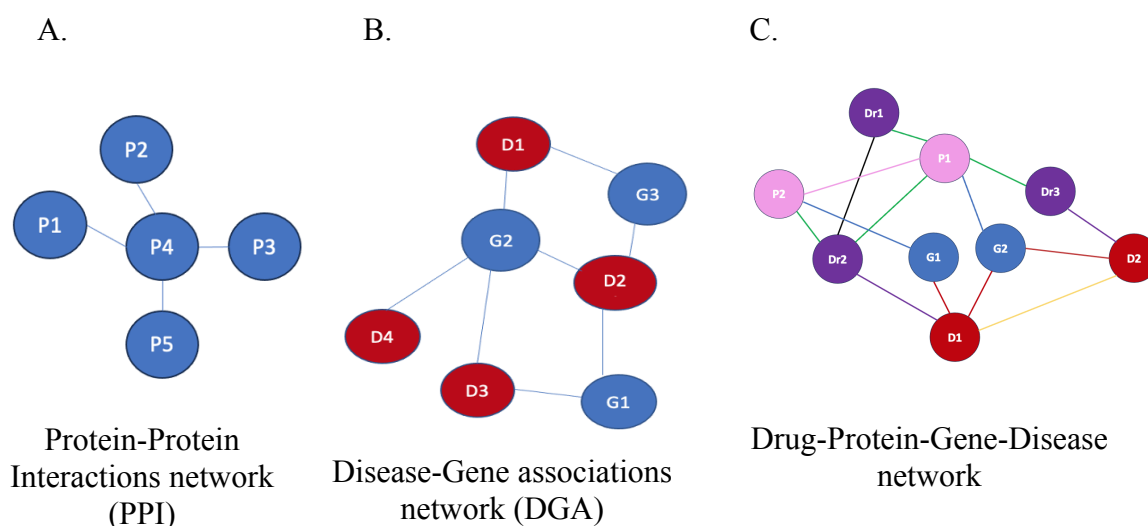 A.
B.
C.
P2
P1
P4
P3
P5
Protein-Protein
Interactions network
(PPI)
D1
G3
G2
D2
D4
D3
G1
Disease-Gene associations
network (DGA)
Dr1
P1
P2
Dr3
Dr2
G1
G2
D2
D1
Drug-Protein-Gene-Disease
network